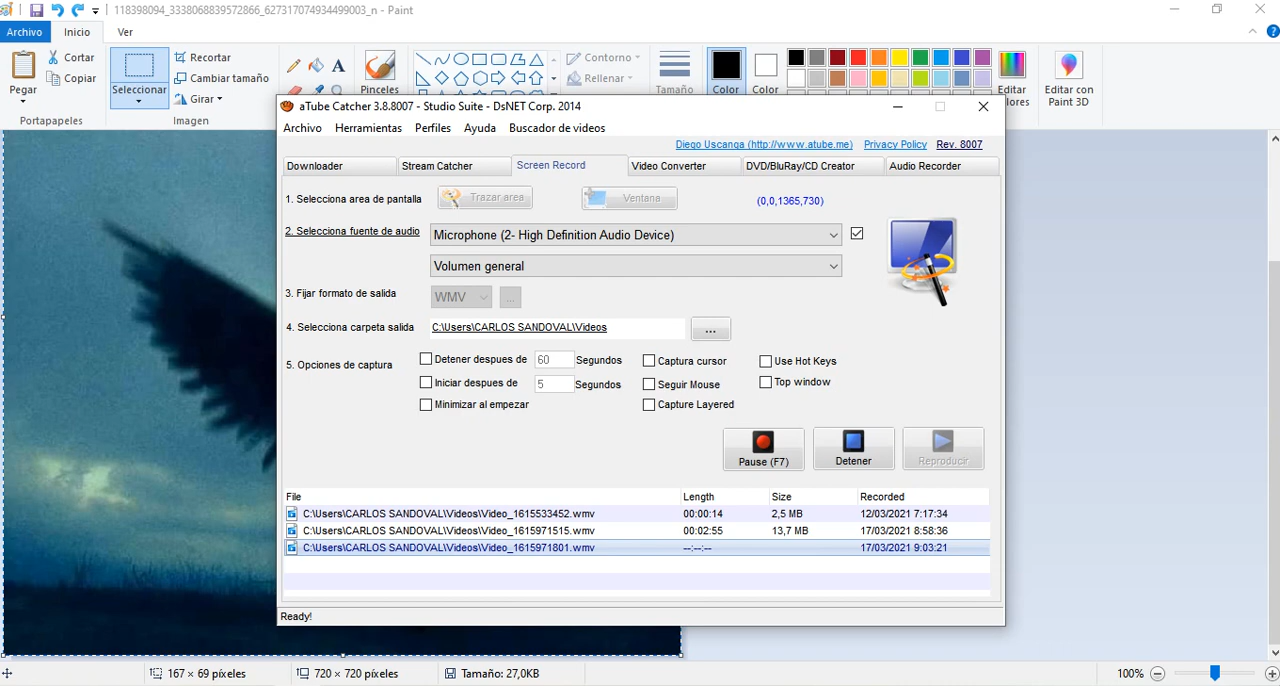 118398094_3338068839572866_627317074934499003_n - Paint
Archivo Inicio Ver
Pegar
Cortar
Copiar
Portapapeles
Seleccionar
Recortar
Cambiar tamaño
Girar
Imagen
A
Pinceles
Contorno
Rellenar
Tamaño
Color
Color
Editar
Editar con
Paint 3D
aTube Catcher 3.8.8007 - Studio Suite - DsNET Corp. 2014
Archivo Herramientas Perfiles Ayuda Buscador de videos
Diego Uscanga (http://www.atube.me) Privacy Policy Rev. 8007
Downloader Stream Catcher Screen Record Video Converter DVD/BluRay/CD Creator Audio Recorder
1. Selecciona area de pantalla Trazar area Ventana (0,0,1365,730)
2. Selecciona fuente de audio Microphone (2- High Definition Audio Device)
Volumen general
3. Fijar formato de salida WMV ...
4. Selecciona carpeta salida C:\Users\CARLOS SANDOVAL\Videos ...
5. Opciones de captura
Detener despues de 60 Segundos Captura cursor Use Hot Keys
Iniciar despues de 5 Segundos Seguir Mouse Top window
Minimizar al empezar Capture Layered
Pause (F7) Detener Reproducir
File Length Size Recorded
C:\Users\CARLOS SANDOVAL\Videos\Video_1615533452.wmv 00:00:14 2,5 MB 12/03/2021 7:17:34
C:\Users\CARLOS SANDOVAL\Videos\Video_1615971515.wmv 00:02:55 13,7 MB 17/03/2021 8:58:36
C:\Users\CARLOS SANDOVAL\Videos\Video_1615971801.wmv --:--:-- 17/03/2021 9:03:21
Ready!
167 × 69 píxeles 720 × 720 píxeles Tamaño: 27,0KB 100%